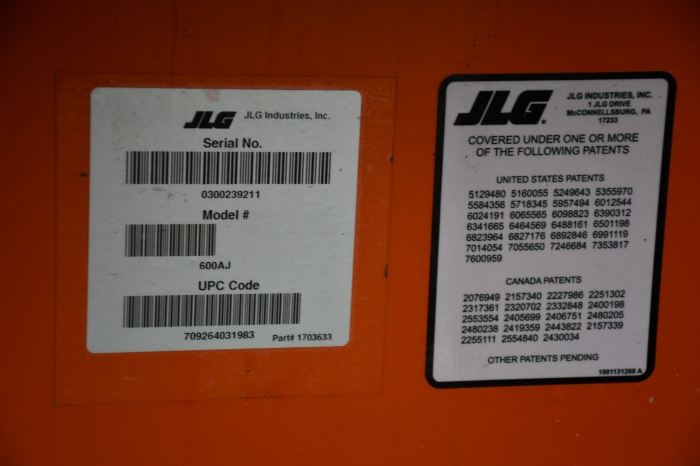 JLG JLG Industries, Inc.
Serial No.
0300239211
Model #
600AJ
UPC Code
709264031983 Part# 1703633
JLG
JLG INDUSTRIES, INC.
1 JLG DRIVE
McCONNELLSBURG, PA
17233
COVERED UNDER ONE OR MORE
OF THE FOLLOWING PATENTS
UNITED STATES PATENTS
5129480 5160055 5249643 5355970
5584356 5718345 5957494 6012544
6024191 6065565 6098823 6390312
6341665 6464569 6488161 6501198
6823964 6827176 6892846 6991119
7014054 7055650 7246684 7353817
7600959
CANADA PATENTS
2076949 2157340 2227986 2251302
2317361 2320702 2332848 2400198
2553554 2405699 2406751 2480205
2480238 2419359 2443822 2157339
2255111 2554840 2430034
OTHER PATENTS PENDING
1001131269 A